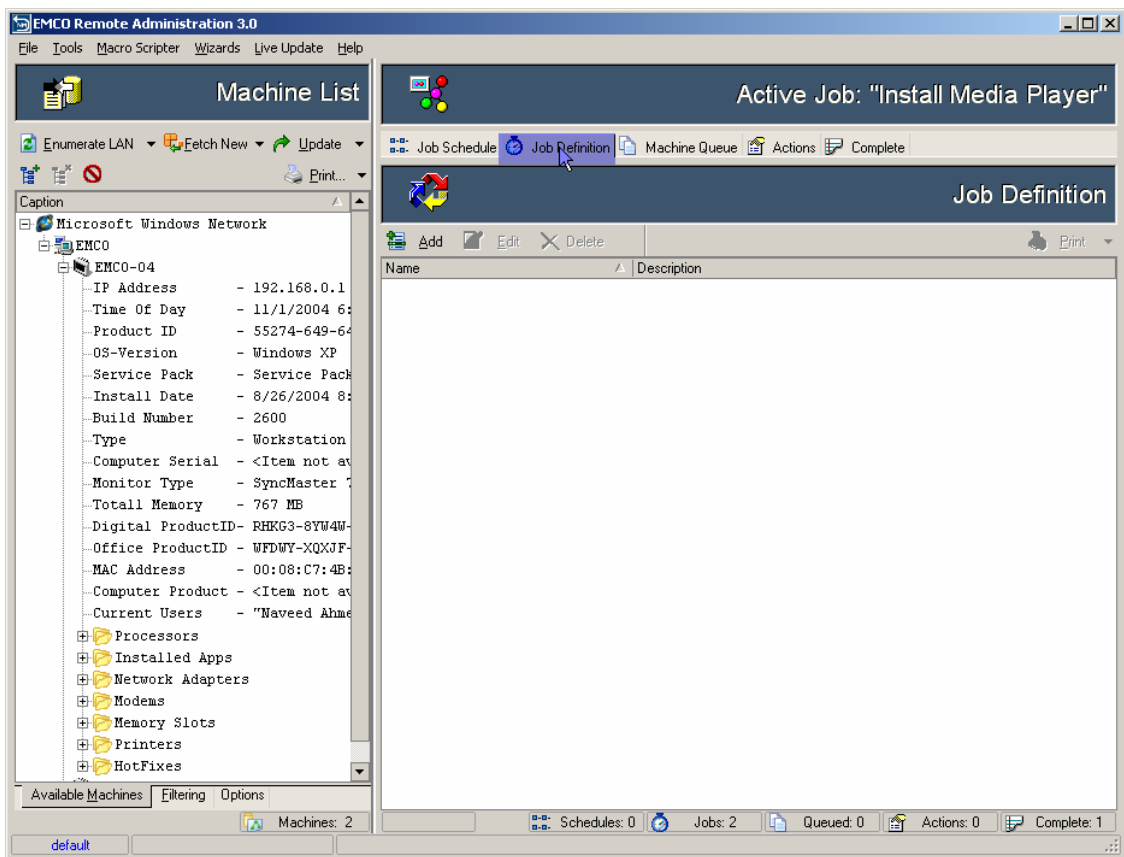 EMCO Remote Administration 3.0
File Tools Macro Scripter Wizards Live Update Help
Machine List
Enumerate LAN Fetch New Update
Print...
Caption
Microsoft Windows Network
EMCO
EMCO-04
IP Address - 192.168.0.1
Time Of Day - 11/1/2004 6:
Product ID - 55274-649-64
OS-Version - Windows XP
Service Pack - Service Pack
Install Date - 8/26/2004 8:
Build Number - 2600
Type - Workstation
Computer Serial - <Item not av
Monitor Type - SyncMaster 7
Totall Memory - 767 MB
Digital ProductID- RHKG3-8YW4W-
Office ProductID - WFDWY-XQXJF-
MAC Address - 00:08:C7:4B:
Computer Product - <Item not av
Current Users - "Naveed Ahme
Processors
Installed Apps
Network Adapters
Modems
Memory Slots
Printers
HotFixes
Available Machines Filtering Options
Machines: 2
default
Active Job: "Install Media Player"
Job Schedule Job Definition Machine Queue Actions Complete
Job Definition
Add Edit Delete Print
Name Description
Schedules: 0 Jobs: 2 Queued: 0 Actions: 0 Complete: 1